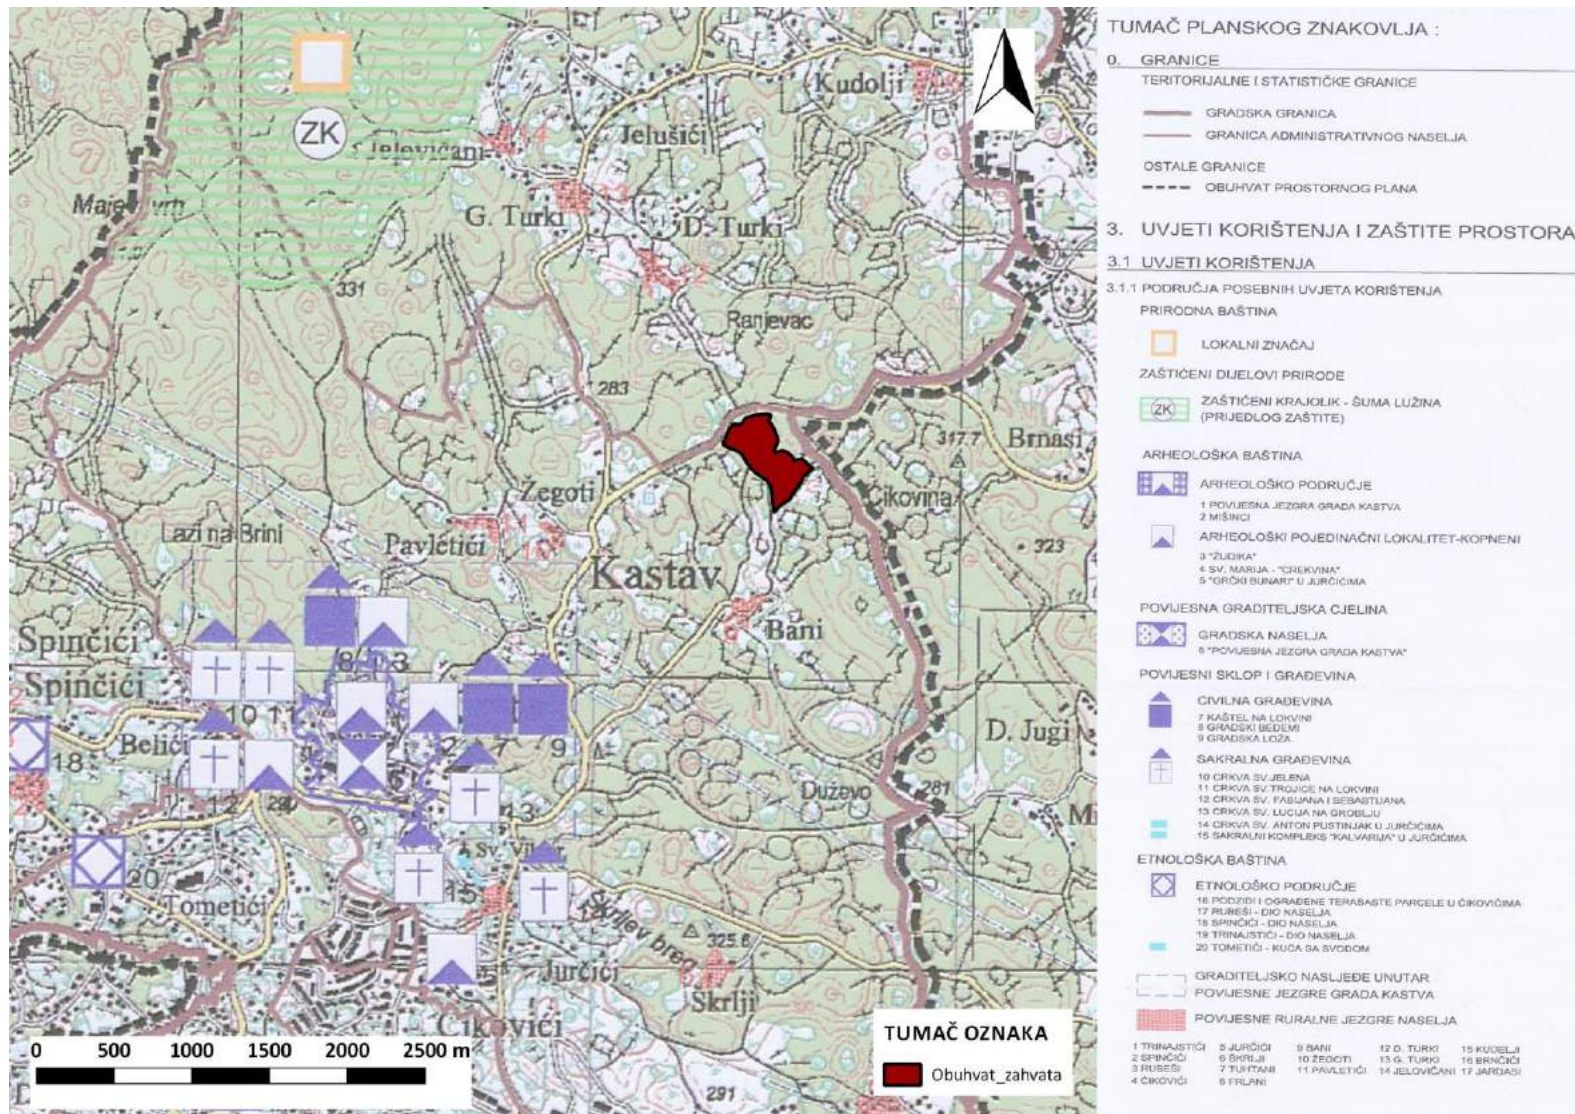 Kudolji
Jelušići
ZK
Jelovičani
14
13
G. Turki
D. Turki
12
331
Ranjevac
283
317.7
Brnasi
Žegoti
Cikovina
Lazi na Brini
Pavletići
323
Kastav
Spinčići
Spinčići
Bani
8
3
10
D. Jugi
Belići
18
2
7
9
12
13
281
Duževo
20
15
Tometići
325.6
Jurčići
Škrlji
Čikovići
0 500 1000 1500 2000 2500 m
291
TUMAČ OZNAKA
Obuhvat_zahvata
TUMAČ PLANSKOG ZNAKOVLJA :
0. GRANICE
TERITORIJALNE I STATISTIČKE GRANICE
GRADSKA GRANICA
GRANICA ADMINISTRATIVNOG NASELJA
OSTALE GRANICE
OBUHVAT PROSTORNOG PLANA
3. UVJETI KORIŠTENJA I ZAŠTITE PROSTORA
3.1 UVJETI KORIŠTENJA
3.1.1 PODRUČJA POSEBNIH UVJETA KORIŠTENJA
PRIRODNA BAŠTINA
LOKALNI ZNAČAJ
ZAŠTIĆENI DIJELOVI PRIRODE
ZK ZAŠTIĆENI KRAJOLIK - ŠUMA LUŽINA
(PRIJEDLOG ZAŠTITE)
ARHEOLOŠKA BAŠTINA
ARHEOLOŠKO PODRUČJE
1 POVIJESNA JEZGRA GRADA KASTVA
2 MIŠINCI
ARHEOLOŠKI POJEDINAČNI LOKALITET-KOPNENI
3 "ŽUDIKA"
4 SV. MARIJA - "CREKVINA"
5 "GRČKI BUNARI" U JURČIĆIMA
POVIJESNA GRADITELJSKA CJELINA
GRADSKA NASELJA
6 "POVIJESNA JEZGRA GRADA KASTVA"
POVIJESNI SKLOP I GRAĐEVINA
CIVILNA GRAĐEVINA
7 KAŠTEL NA LOKVINI
8 GRADSKI BEDEMI
9 GRADSKA LOŽA
SAKRALNA GRAĐEVINA
10 CRKVA SV.JELENA
11 CRKVA SV.TROJICE NA LOKVINI
12 CRKVA SV. FABIJANA I SEBASTIJANA
13 CRKVA SV. LUCIJA NA GROBLJU
14 CRKVA SV. ANTON PUSTINJAK U JURČIĆIMA
15 SAKRALNI KOMPLEKS "KALVARIJA" U JURČIĆIMA
ETNOLOŠKA BAŠTINA
ETNOLOŠKO PODRUČJE
16 PODZIDI I OGRAĐENE TERASASTE PARCELE U ČIKOVIĆIMA
17 RUBEŠI - DIO NASELJA
18 SPINČIĆI - DIO NASELJA
19 TRINAJSTIĆI - DIO NASELJA
20 TOMETIĆI - KUĆA SA SVODOM
GRADITELJSKO NASLJEĐE UNUTAR
POVIJESNE JEZGRE GRADA KASTVA
POVIJESNE RURALNE JEZGRE NASELJA
1 TRINAJSTIĆI 5 JURČIĆI 9 BANI 12 D. TURKI 15 KUDELJI
2 SPINČIĆI 6 ŠKRLJI 10 ŽEGOTI 13 G. TURKI 16 BRNČIĆI
3 RUBEŠI 7 TUHTANI 11 PAVLETIĆI 14 JELOVIČANI 17 JARDASI
4 ČIKOVIĆI 8 FRLANI